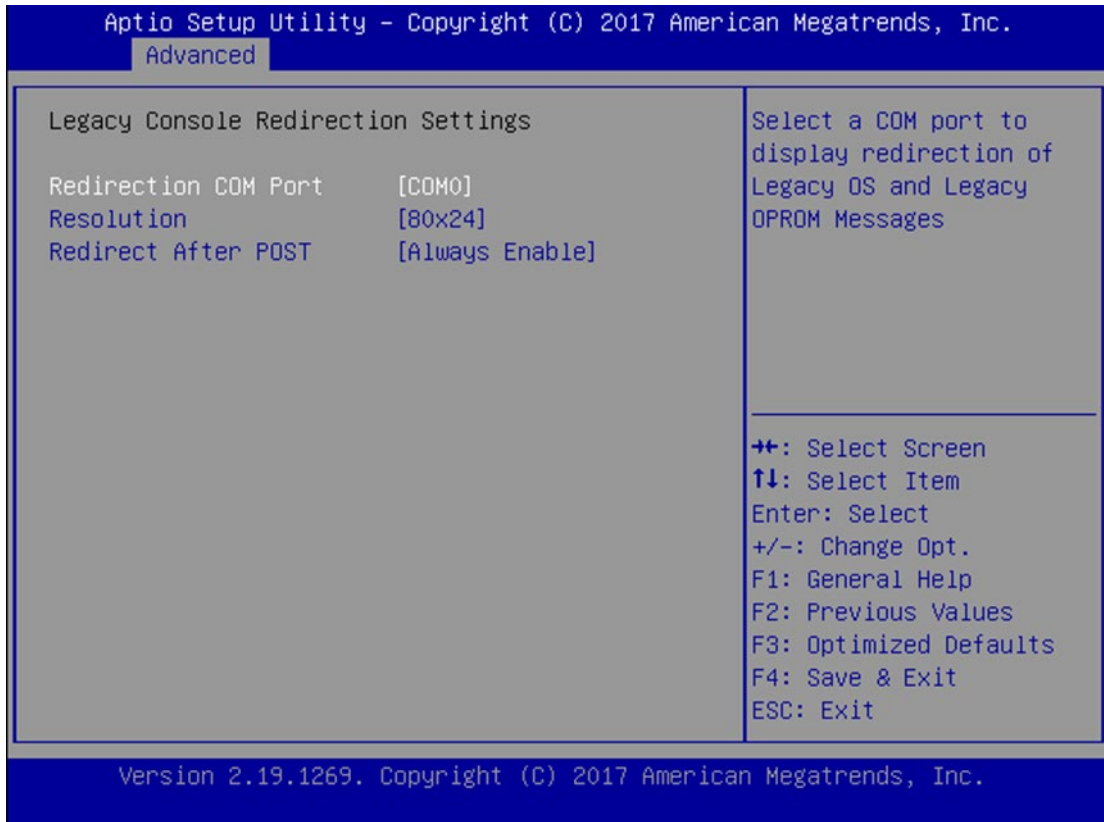 Aptio Setup Utility – Copyright (C) 2017 American Megatrends, Inc.
Advanced
Legacy Console Redirection Settings
Redirection COM Port [COM0]
Resolution [80x24]
Redirect After POST [Always Enable]
Select a COM port to
display redirection of
Legacy OS and Legacy
OPROM Messages
→←: Select Screen
↑↓: Select Item
Enter: Select
+/-: Change Opt.
F1: General Help
F2: Previous Values
F3: Optimized Defaults
F4: Save & Exit
ESC: Exit
Version 2.19.1269. Copyright (C) 2017 American Megatrends, Inc.